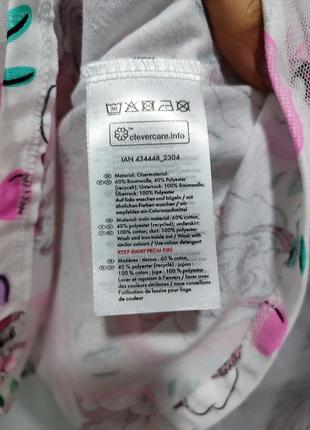 clevercare.info
IAN 434448_2304
Material: Obermaterial:
60% Baumwolle, 40% Polyester
(recycelt); Unterrock: 100% Baumwolle;
Überrock: 100% Polyester
Auf links waschen und bügeln / mit
ähnlichen Farben waschen / wir
empfehlen ein Colorwaschmittel
Material: main material: 60% cotton,
40% polyester (recycled); underskirt:
100% cotton; skirt: 100% polyester
Wash and iron inside out / Wash with
similar colours / Use colour detergent
KEEP AWAY FROM FIRE
Matières : dessus : 60 % coton,
40 % polyester (recyclé) ; jupon :
100 % coton ; jupe : 100 % polyester
Laver et repasser sur l'envers / laver
avec des couleurs similaires / nous conseillons
l'utilisation de lessive pour linge
de couleur